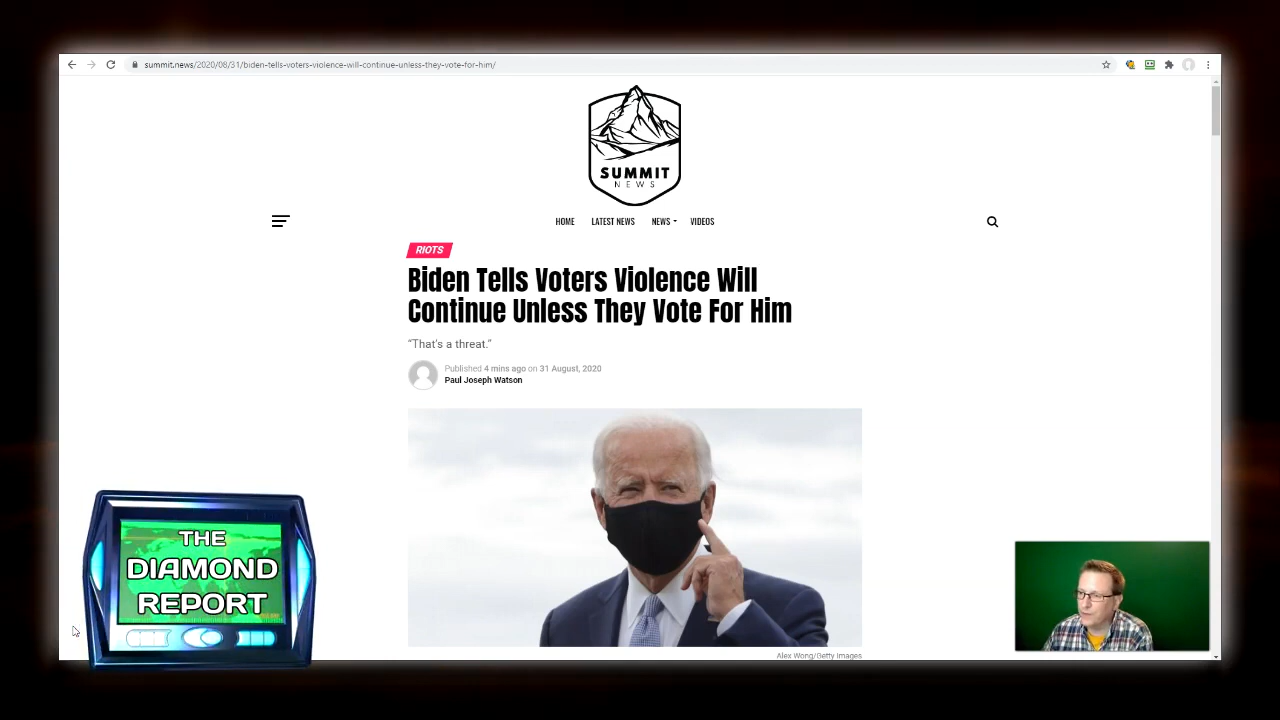 summit.news/2020/08/31/biden-tells-voters-violence-will-continue-unless-they-vote-for-him/
SUMMIT
NEWS
HOME LATEST NEWS NEWS VIDEOS
RIOTS
Biden Tells Voters Violence Will
Continue Unless They Vote For Him
“That’s a threat.”
Published 4 mins ago on 31 August, 2020
Paul Joseph Watson
Alex Wong/Getty Images
THE
DIAMOND
REPORT